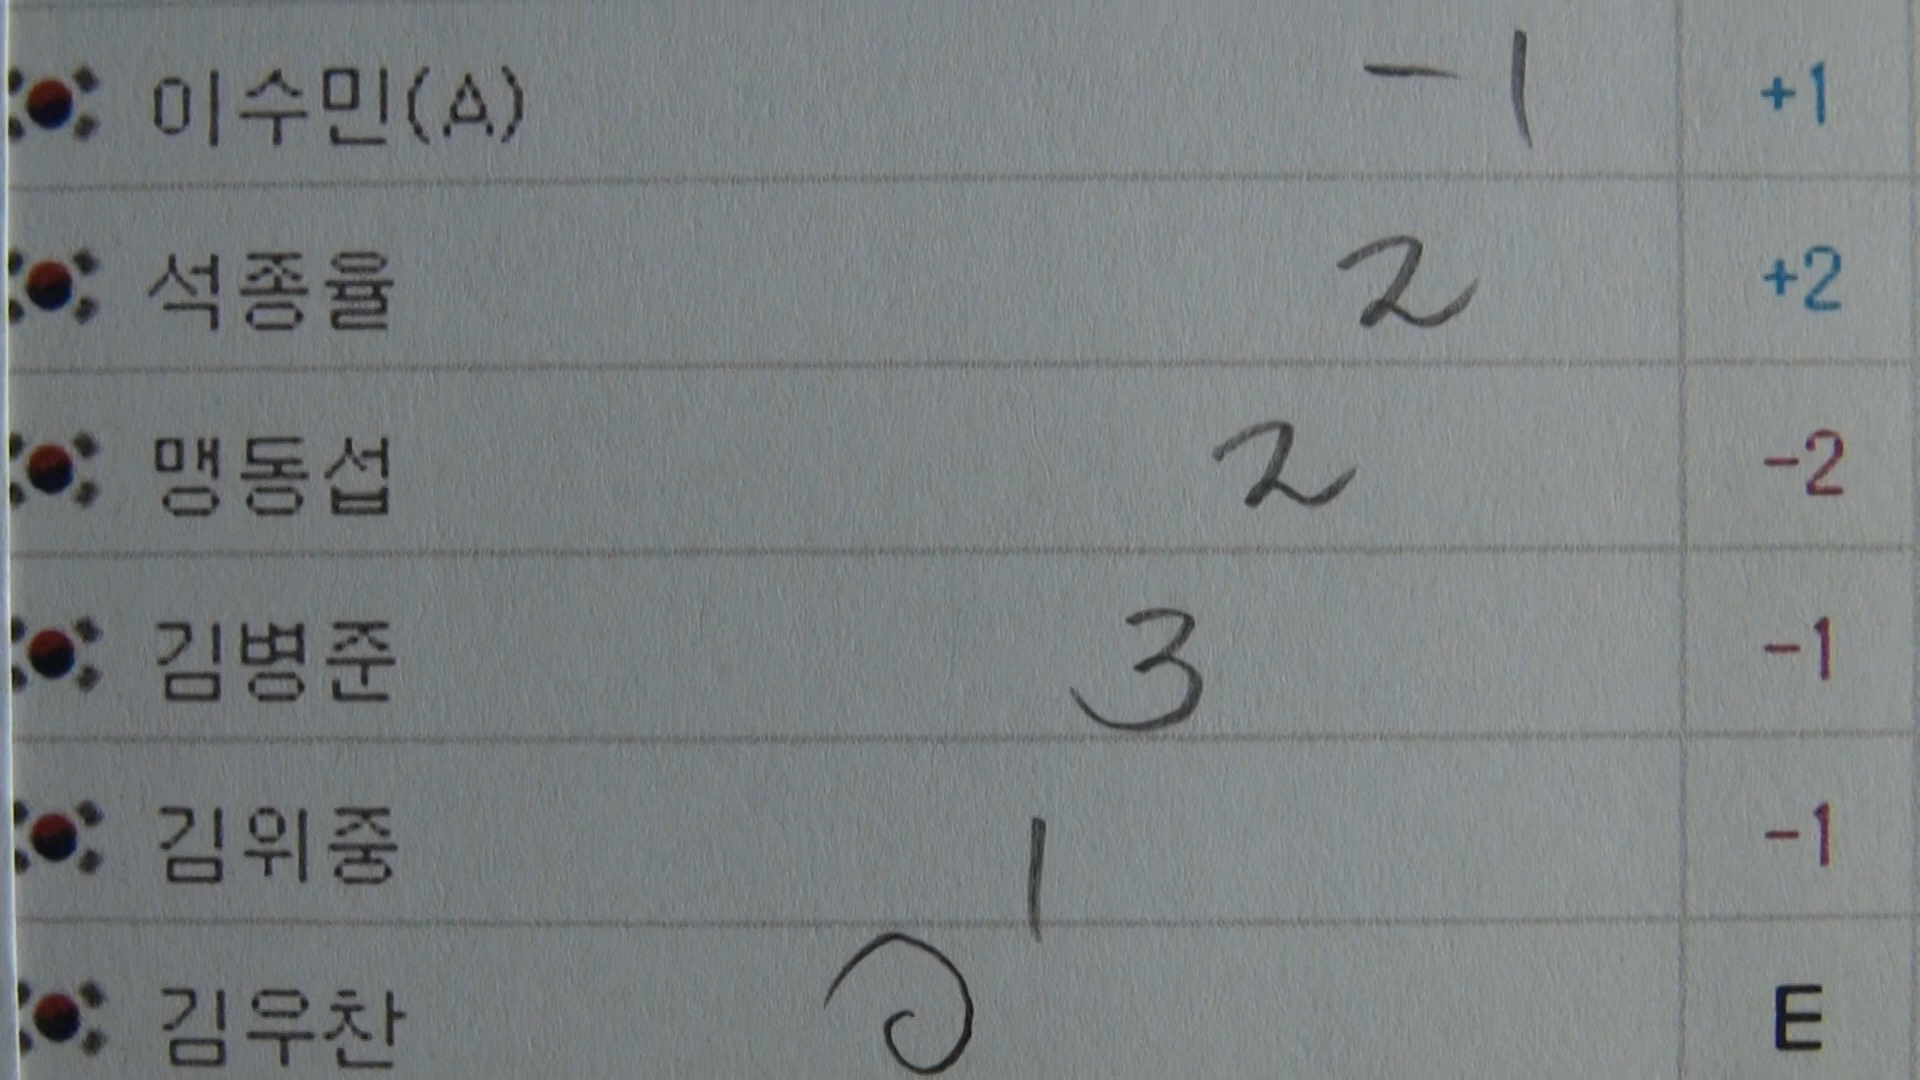 이수민(A) -1 +1
석종율 2 +2
맹동섭 2 -2
김병준 3 -1
김위중 1 -1
김우찬 E